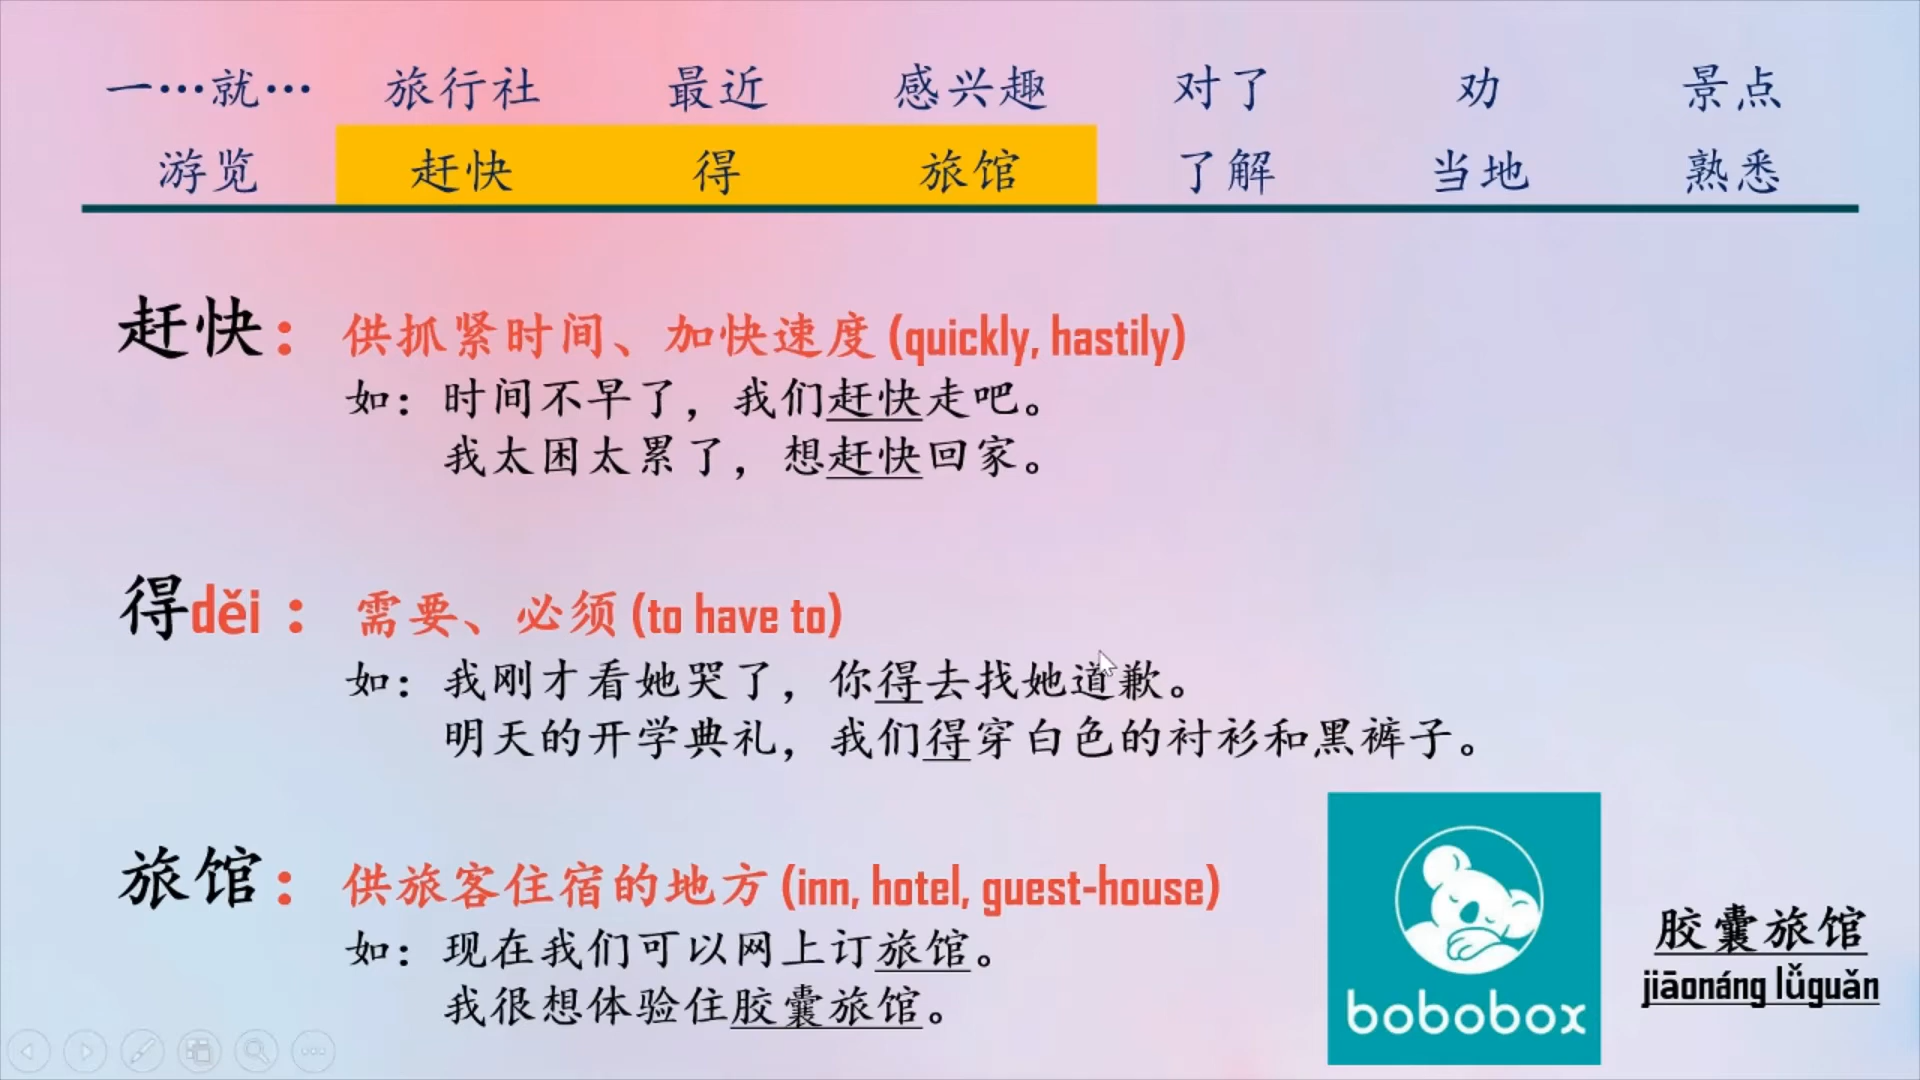 一…就… 旅行社 最近 感兴趣 对了 劝 景点
游览 赶快 得 旅馆 了解 当地 熟悉
赶快：供抓紧时间、加快速度 (quickly, hastily)
如：时间不早了，我们赶快走吧。
我太困太累了，想赶快回家。
得děi：需要、必须 (to have to)
如：我刚才看她哭了，你得去找她道歉。
明天的开学典礼，我们得穿白色的衬衫和黑裤子。
旅馆：供旅客住宿的地方 (inn, hotel, guest-house)
如：现在我们可以网上订旅馆。
我很想体验住胶囊旅馆。
bobobox
胶囊旅馆
jiāonáng lǚguǎn